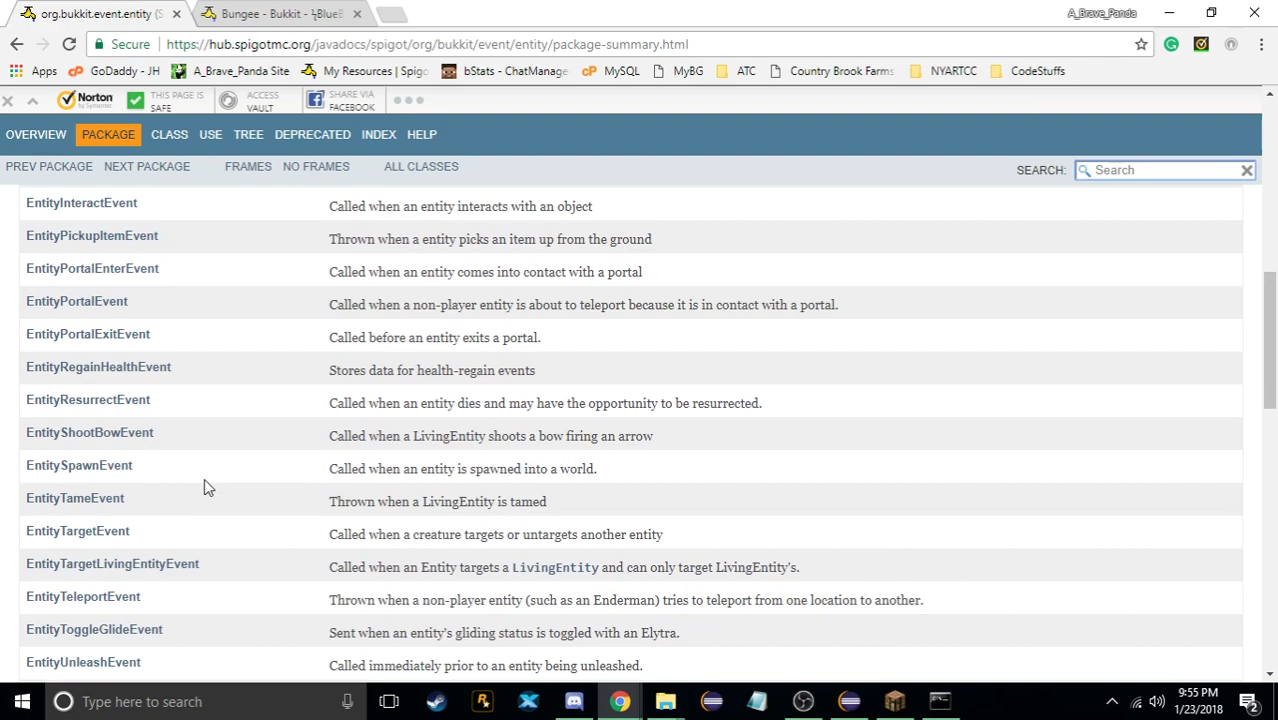 org.bukkit.event.entity (S
Bungee - Bukkit - ½BlueB
A_Brave_Panda
Secure
https://hub.spigotmc.org/javadocs/spigot/org/bukkit/event/entity/package-summary.html
Apps
GoDaddy - JH
A_Brave_Panda Site
My Resources | Spigo
bStats - ChatManage
cP MySQL
MyBG
ATC
Country Brook Farms
NYARTCC
CodeStuffs
Norton
by Symantec
THIS PAGE IS
SAFE
ACCESS
VAULT
SHARE VIA
FACEBOOK
OVERVIEW PACKAGE CLASS USE TREE DEPRECATED INDEX HELP
PREV PACKAGE NEXT PACKAGE FRAMES NO FRAMES ALL CLASSES
SEARCH: Search
EntityInteractEvent Called when an entity interacts with an object
EntityPickupItemEvent Thrown when a entity picks an item up from the ground
EntityPortalEnterEvent Called when an entity comes into contact with a portal
EntityPortalEvent Called when a non-player entity is about to teleport because it is in contact with a portal.
EntityPortalExitEvent Called before an entity exits a portal.
EntityRegainHealthEvent Stores data for health-regain events
EntityResurrectEvent Called when an entity dies and may have the opportunity to be resurrected.
EntityShootBowEvent Called when a LivingEntity shoots a bow firing an arrow
EntitySpawnEvent Called when an entity is spawned into a world.
EntityTameEvent Thrown when a LivingEntity is tamed
EntityTargetEvent Called when a creature targets or untargets another entity
EntityTargetLivingEntityEvent Called when an Entity targets a LivingEntity and can only target LivingEntity's.
EntityTeleportEvent Thrown when a non-player entity (such as an Enderman) tries to teleport from one location to another.
EntityToggleGlideEvent Sent when an entity's gliding status is toggled with an Elytra.
EntityUnleashEvent Called immediately prior to an entity being unleashed.
Type here to search
9:55 PM
1/23/2018
2